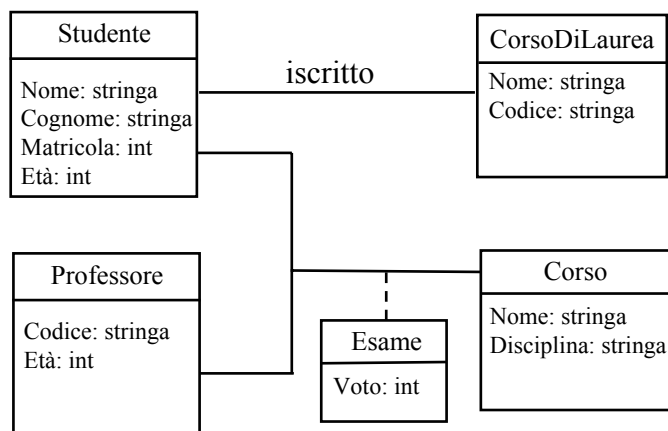 Studente
Nome: stringa
Cognome: stringa
Matricola: int
Età: int
iscritto
CorsoDiLaurea
Nome: stringa
Codice: stringa
Professore
Codice: stringa
Età: int
Esame
Voto: int
Corso
Nome: stringa
Disciplina: stringa